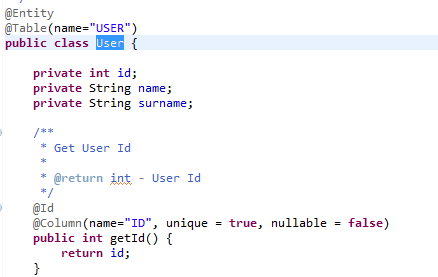 */
@Entity
@Table(name="USER")
public class User {
private int id;
private String name;
private String surname;
/**
* Get User Id
*
* @return int - User Id
*/
@Id
@Column(name="ID", unique = true, nullable = false)
public int getId() {
return id;
}